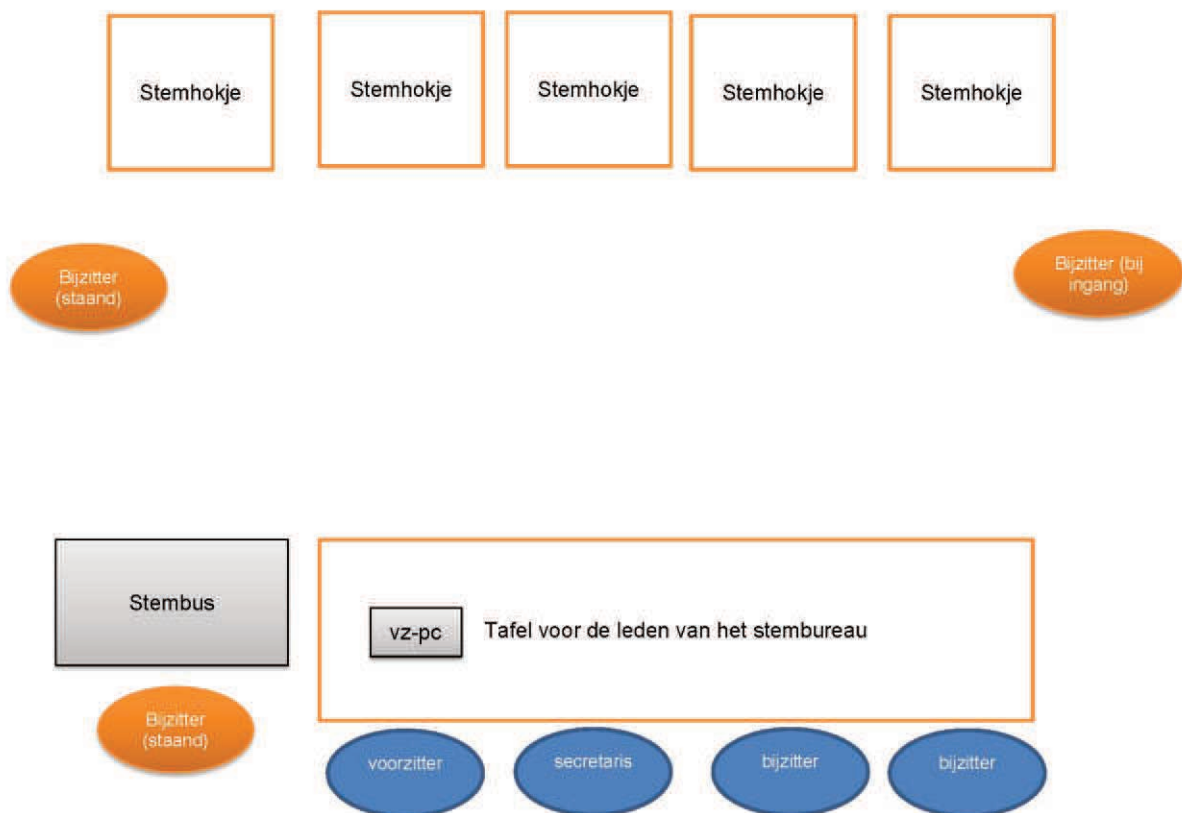 Stemhokje
Stemhokje
Stemhokje
Stemhokje
Stemhokje
Bijzitter
(staand)
Bijzitter (bij
ingang)
Stembus
vz-pc
Tafel voor de leden van het stembureau
Bijzitter
(staand)
voorzitter
secretaris
bijzitter
bijzitter